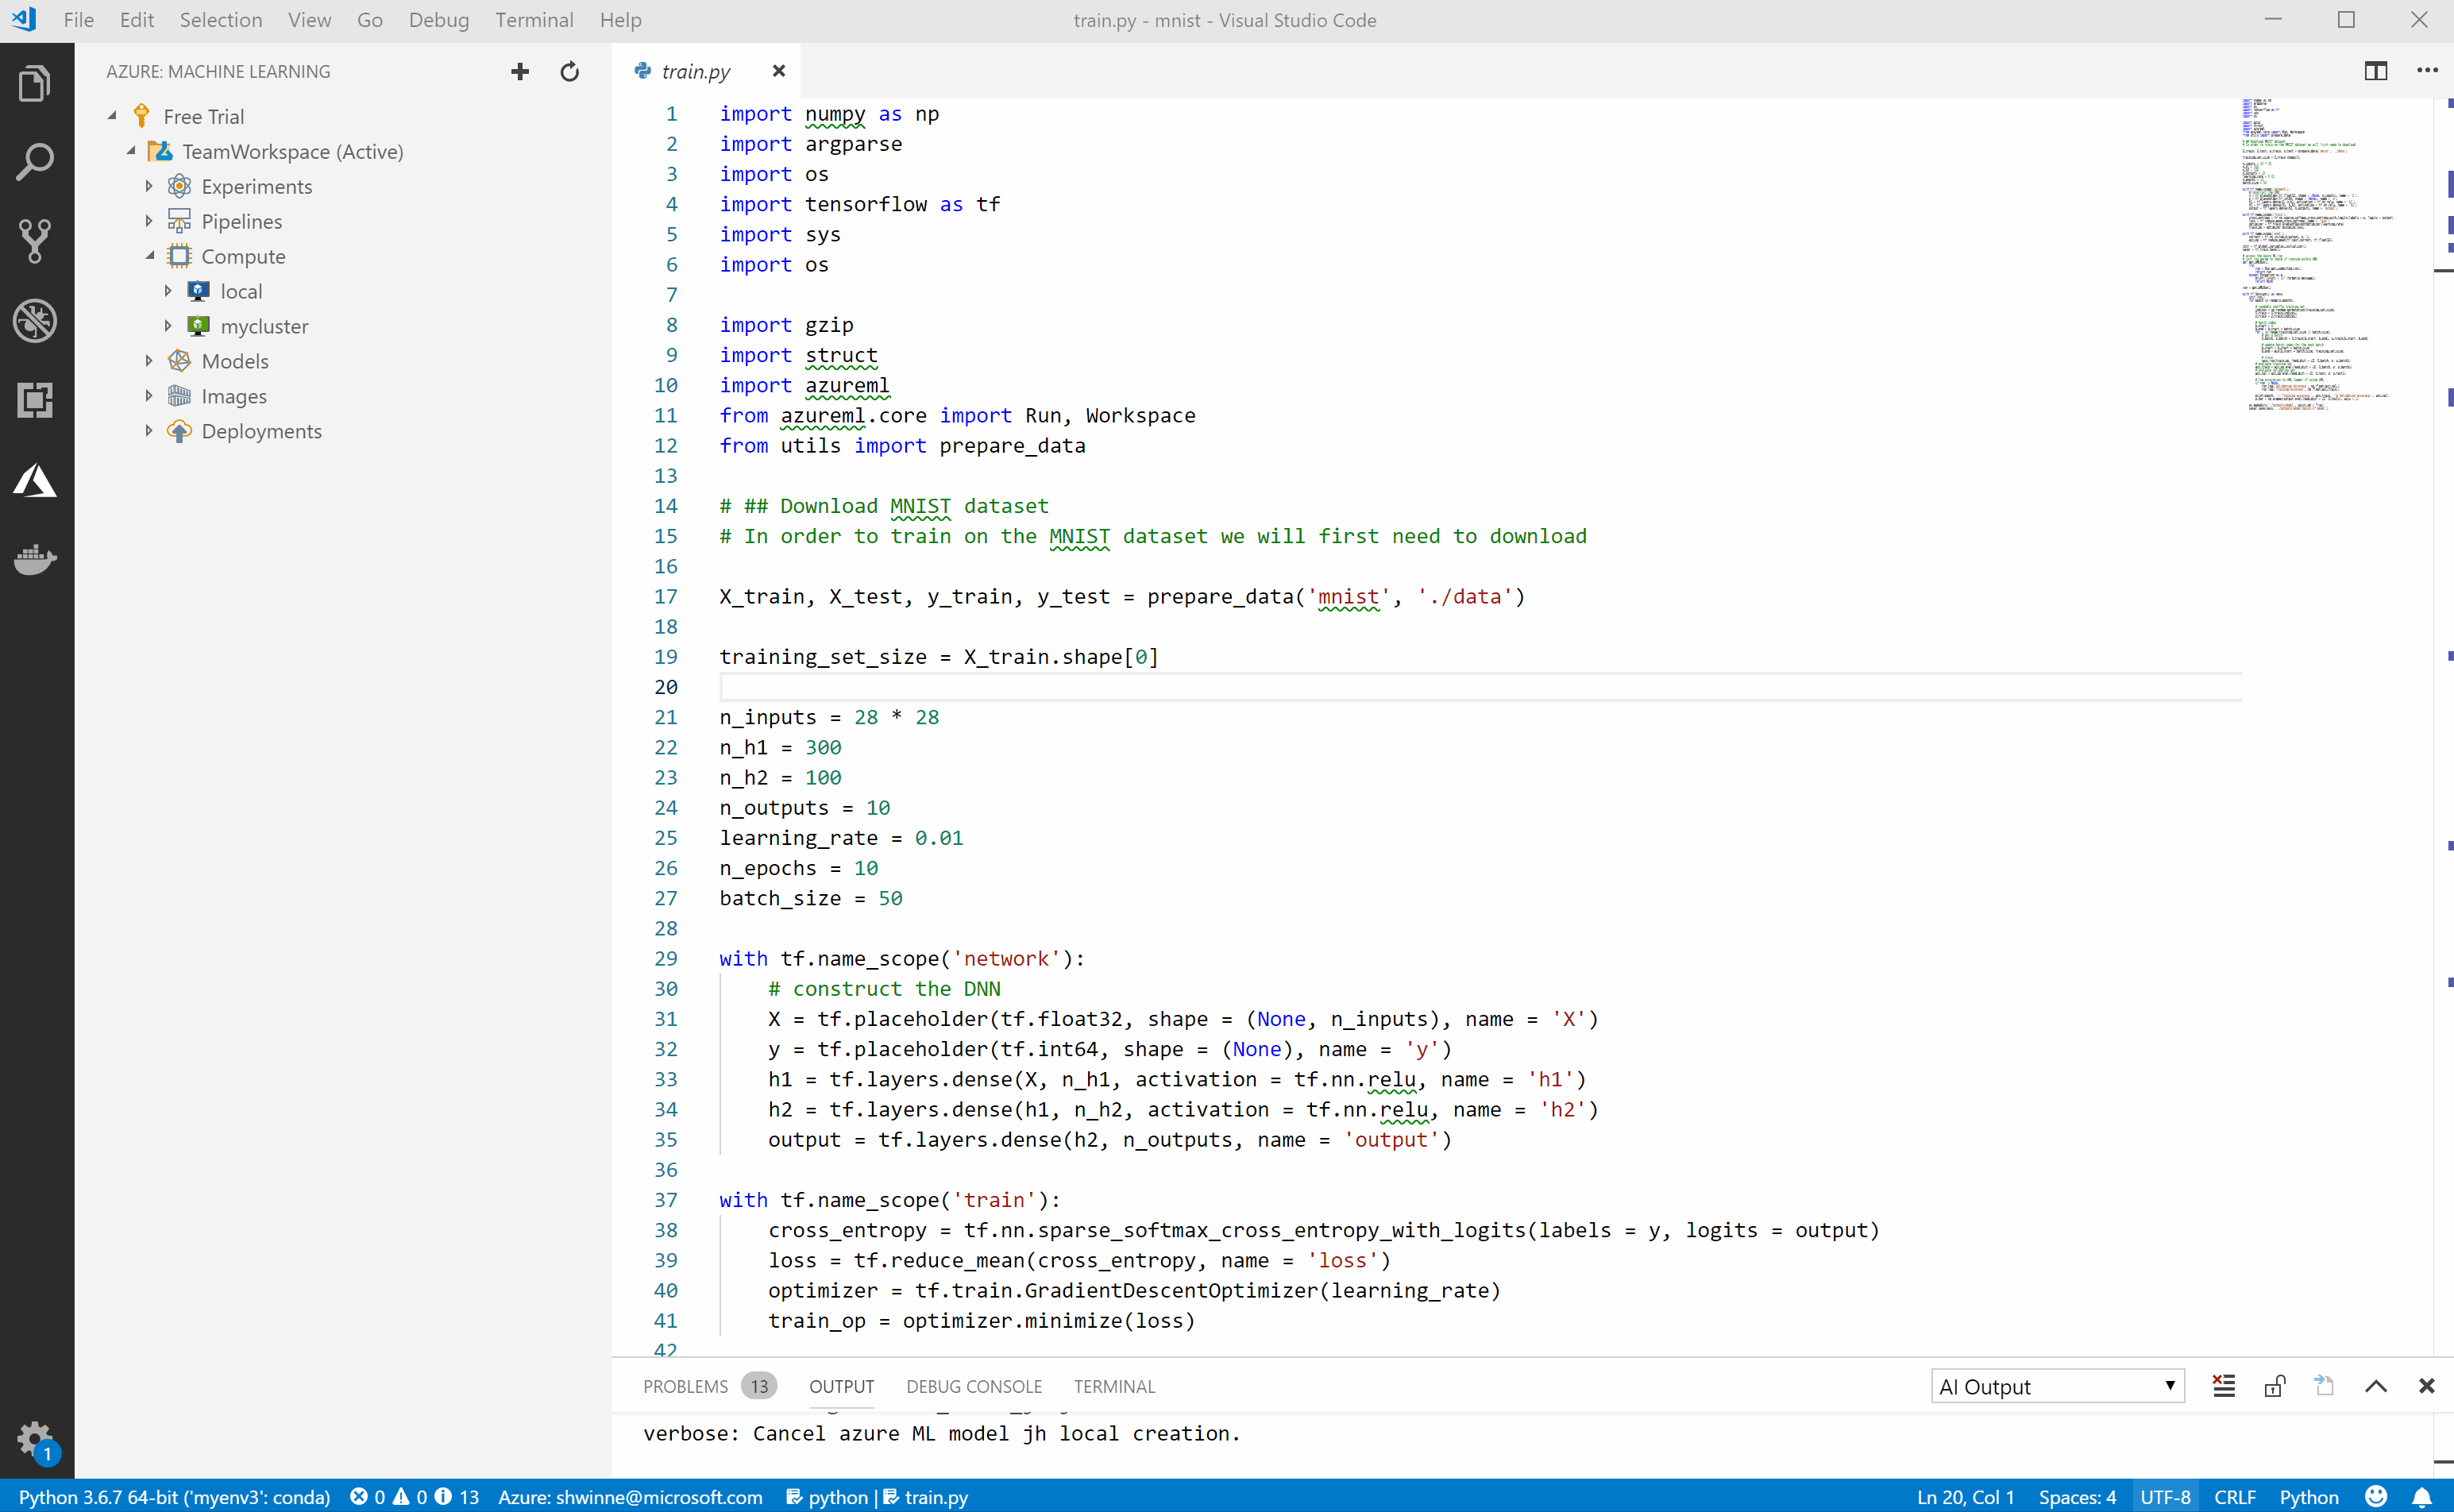 File Edit Selection View Go Debug Terminal Help
train.py - mnist - Visual Studio Code
AZURE: MACHINE LEARNING
Free Trial
TeamWorkspace (Active)
Experiments
Pipelines
Compute
local
mycluster
Models
Images
Deployments
1
train.py
1 import numpy as np
2 import argparse
3 import os
4 import tensorflow as tf
5 import sys
6 import os
7
8 import gzip
9 import struct
10 import azureml
11 from azureml.core import Run, Workspace
12 from utils import prepare_data
13
14 # ## Download MNIST dataset
15 # In order to train on the MNIST dataset we will first need to download
16
17 X_train, X_test, y_train, y_test = prepare_data('mnist', './data')
18
19 training_set_size = X_train.shape[0]
20
21 n_inputs = 28 * 28
22 n_h1 = 300
23 n_h2 = 100
24 n_outputs = 10
25 learning_rate = 0.01
26 n_epochs = 10
27 batch_size = 50
28
29 with tf.name_scope('network'):
30     # construct the DNN
31     X = tf.placeholder(tf.float32, shape = (None, n_inputs), name = 'X')
32     y = tf.placeholder(tf.int64, shape = (None), name = 'y')
33     h1 = tf.layers.dense(X, n_h1, activation = tf.nn.relu, name = 'h1')
34     h2 = tf.layers.dense(h1, n_h2, activation = tf.nn.relu, name = 'h2')
35     output = tf.layers.dense(h2, n_outputs, name = 'output')
36
37 with tf.name_scope('train'):
38     cross_entropy = tf.nn.sparse_softmax_cross_entropy_with_logits(labels = y, logits = output)
39     loss = tf.reduce_mean(cross_entropy, name = 'loss')
40     optimizer = tf.train.GradientDescentOptimizer(learning_rate)
41     train_op = optimizer.minimize(loss)
42
PROBLEMS 13 OUTPUT DEBUG CONSOLE TERMINAL AI Output
verbose: Cancel azure ML model jh local creation.
Python 3.6.7 64-bit ('myenv3': conda) 0 0 13 Azure: shwinne@microsoft.com python | train.py Ln 20, Col 1 Spaces: 4 UTF-8 CRLF Python